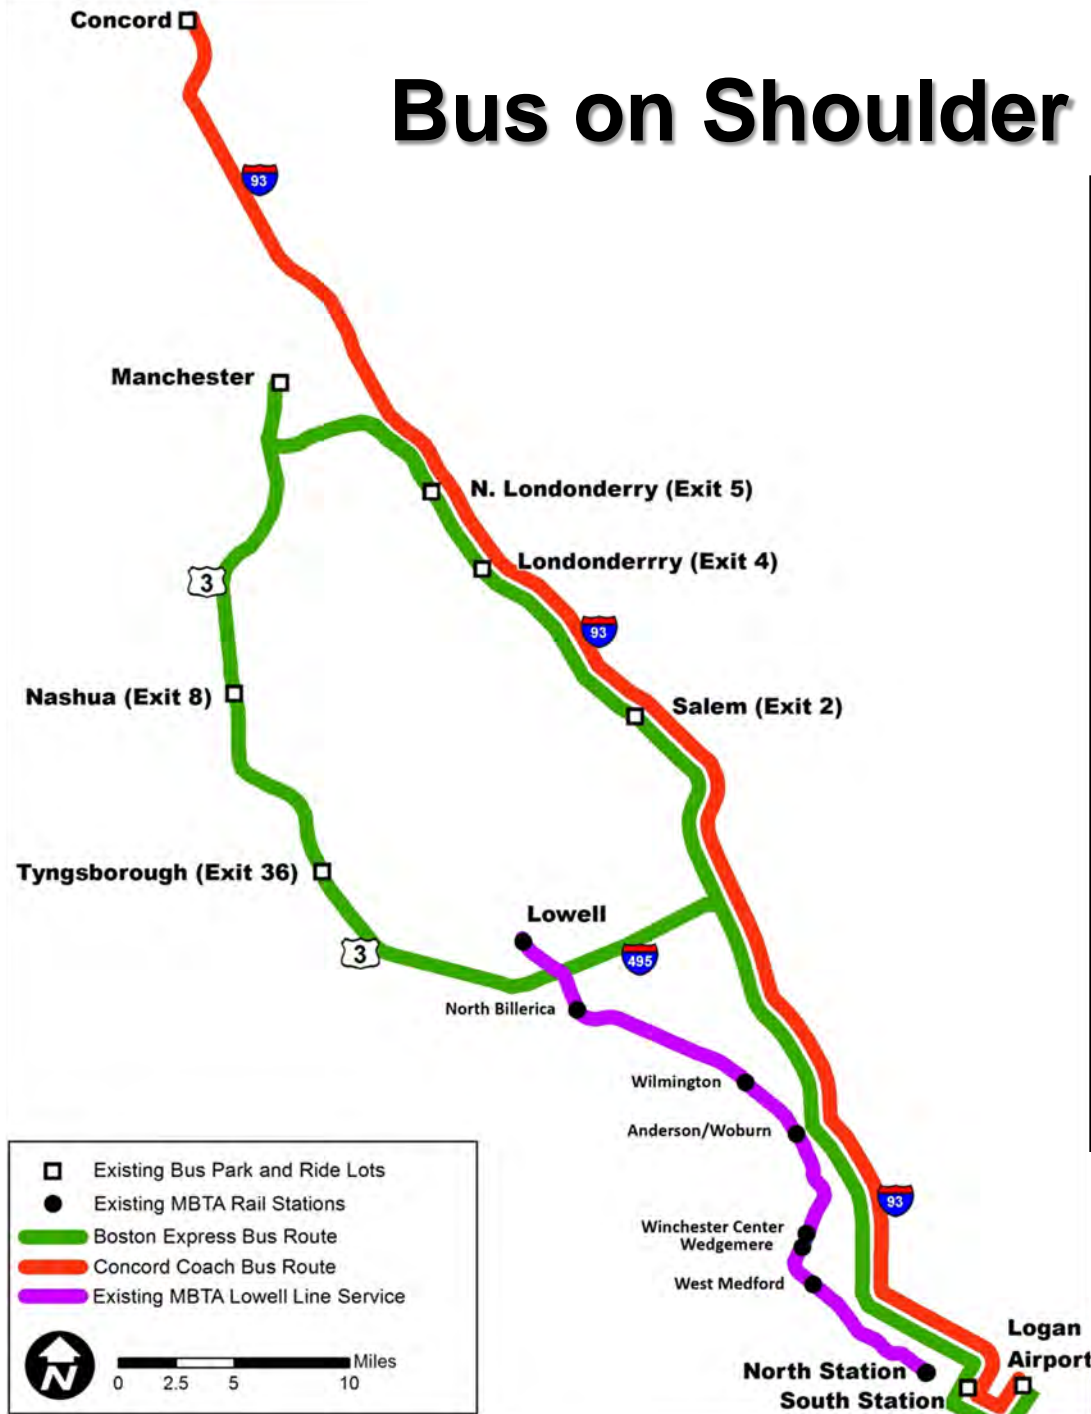 Concord
Bus on Shoulder
93
Manchester
N. Londonderry (Exit 5)
Londonderrry (Exit 4)
3
93
Nashua (Exit 8)
Salem (Exit 2)
Tyngsborough (Exit 36)
Lowell
3
495
North Billerica
Wilmington
Anderson/Woburn
93
Winchester Center
Wedgemere
West Medford
Logan
Airport
North Station
South Station
Existing Bus Park and Ride Lots
Existing MBTA Rail Stations
Boston Express Bus Route
Concord Coach Bus Route
Existing MBTA Lowell Line Service
N
Miles
0 2.5 5 10